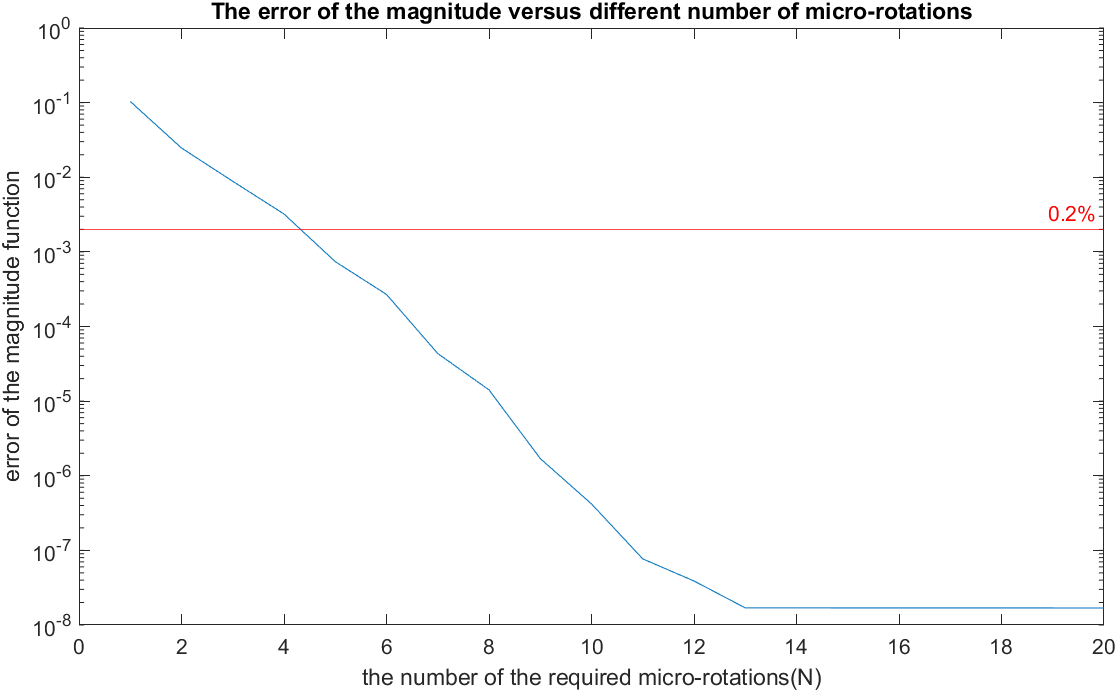 The error of the magnitude versus different number of micro-rotations
10^0
10^-1
10^-2
10^-3
10^-4
10^-5
10^-6
10^-7
10^-8
error of the magnitude function
0.2%
0 2 4 6 8 10 12 14 16 18 20
the number of the required micro-rotations(N)